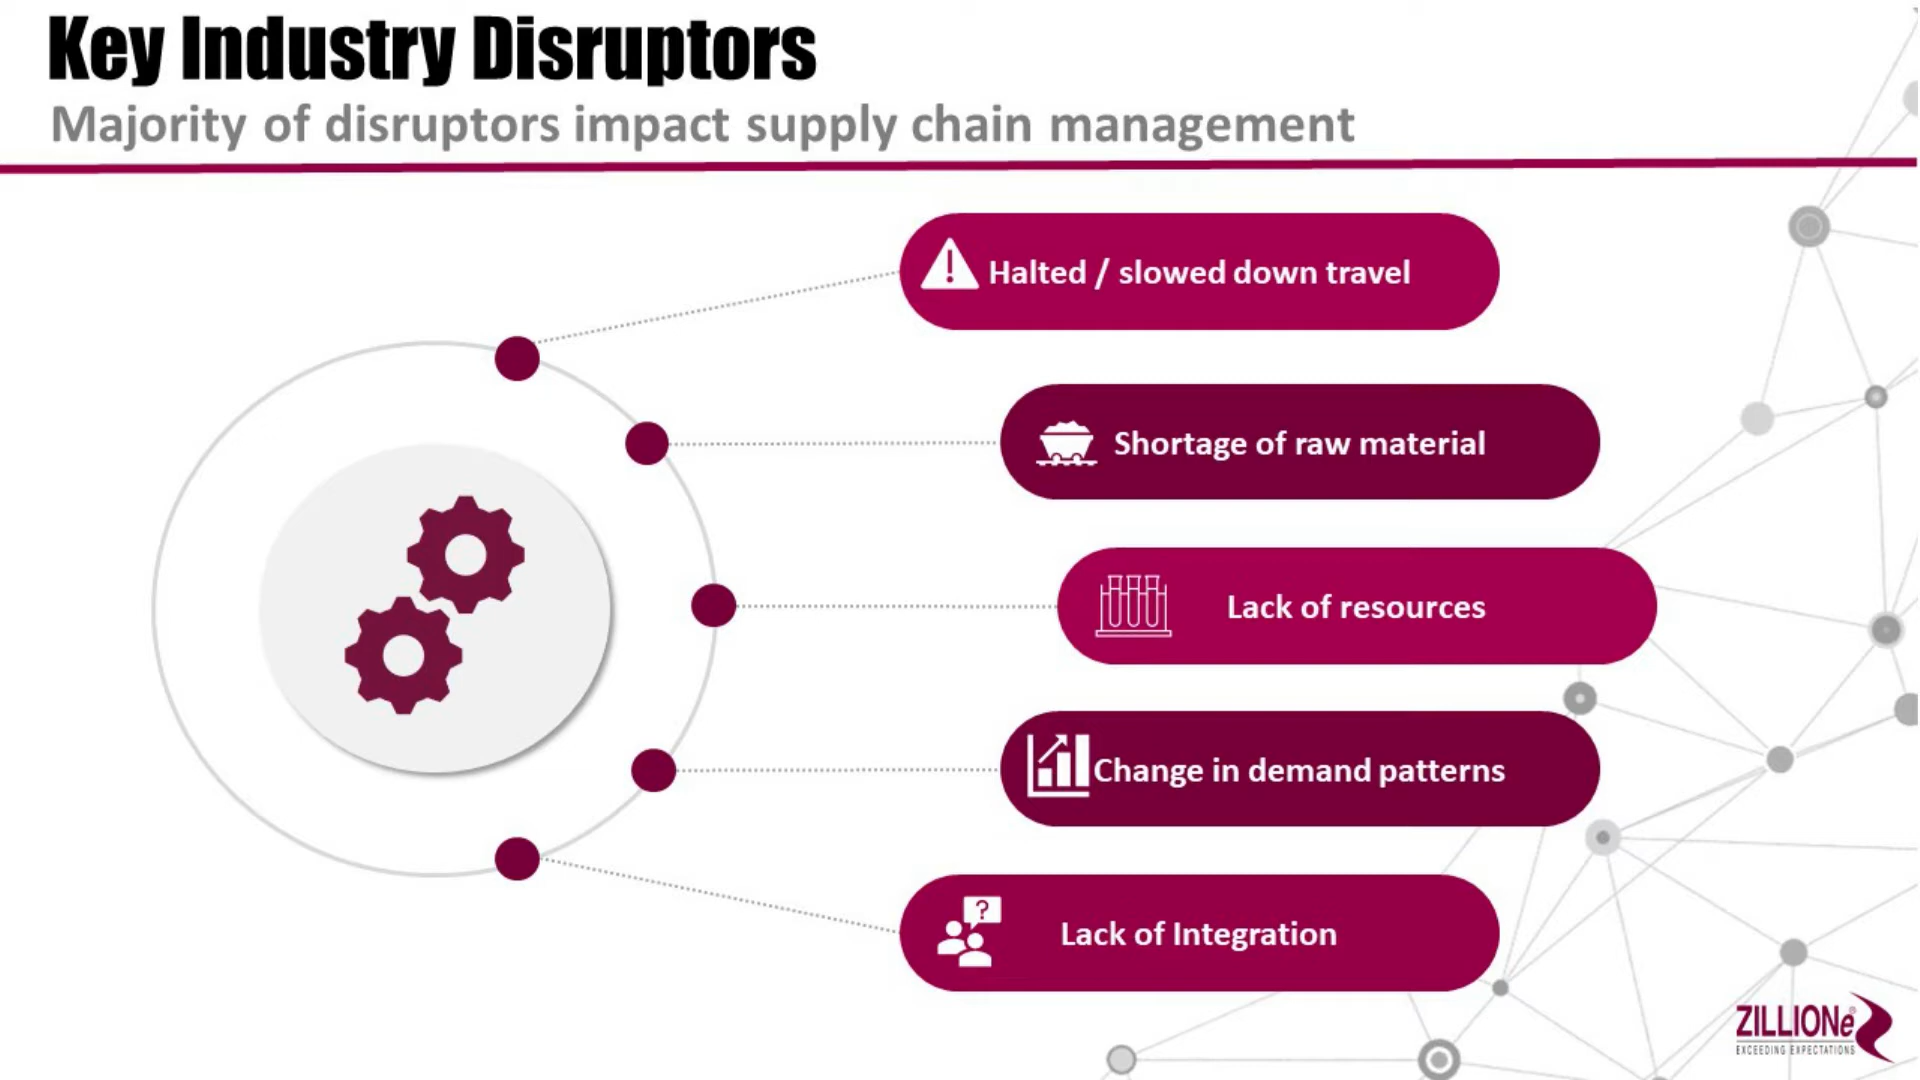 Key Industry Disruptors
Majority of disruptors impact supply chain management
Halted / slowed down travel
Shortage of raw material
Lack of resources
Change in demand patterns
?
Lack of Integration
ZILLIONe®
EXCEEDING EXPECTATIONS